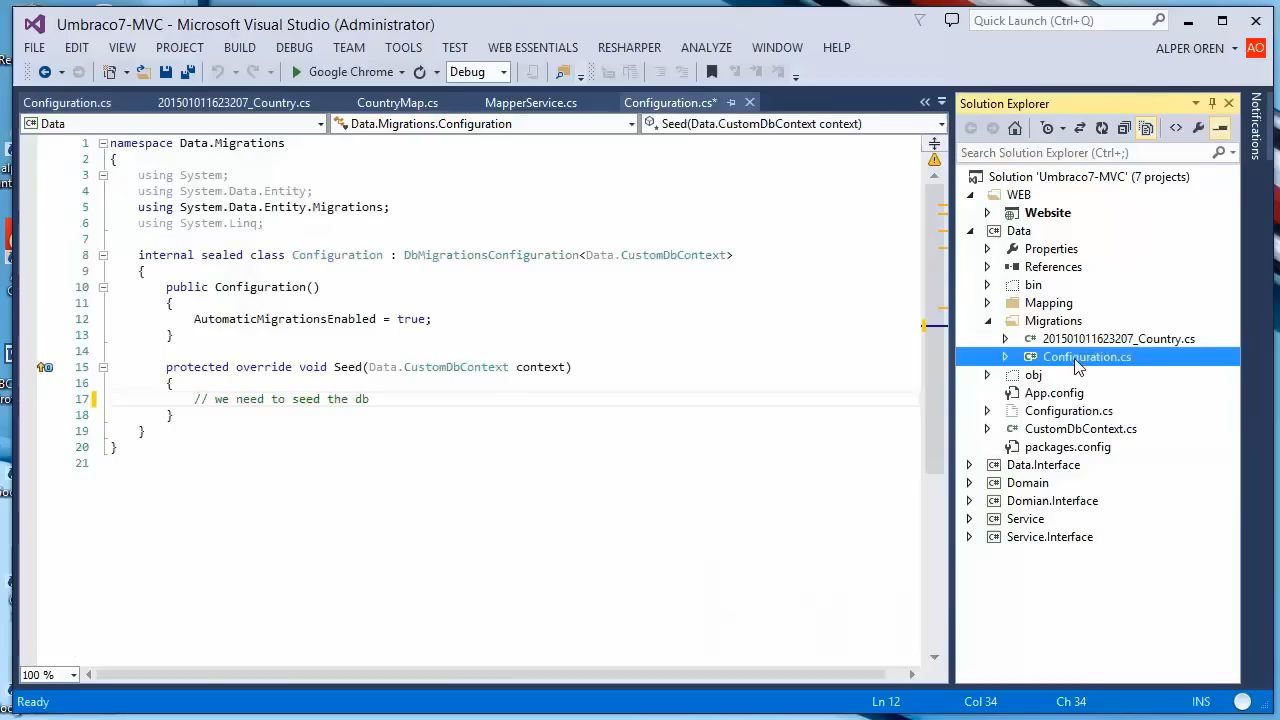 Umbraco7-MVC - Microsoft Visual Studio (Administrator)
Quick Launch (Ctrl+Q)
FILE EDIT VIEW PROJECT BUILD DEBUG TEAM TOOLS TEST WEB ESSENTIALS RESHARPER ANALYZE WINDOW HELP
ALPER OREN AO
Google Chrome Debug
Configuration.cs 201501011623207_Country.cs CountryMap.cs MapperService.cs Configuration.cs*
Data Data.Migrations.Configuration Seed(Data.CustomDbContext context)
1 namespace Data.Migrations
2 {
3 using System;
4 using System.Data.Entity;
5 using System.Data.Entity.Migrations;
6 using System.Linq;
7
8 internal sealed class Configuration : DbMigrationsConfiguration<Data.CustomDbContext>
9 {
10 public Configuration()
11 {
12 AutomaticMigrationsEnabled = true;
13 }
14
15 protected override void Seed(Data.CustomDbContext context)
16 {
17 // we need to seed the db
18 }
19 }
20 }
21
100 %
Solution Explorer
Search Solution Explorer (Ctrl+;)
Solution 'Umbraco7-MVC' (7 projects)
WEB
Website
Data
Properties
References
bin
Mapping
Migrations
201501011623207_Country.cs
Configuration.cs
obj
App.config
Configuration.cs
CustomDbContext.cs
packages.config
Data.Interface
Domain
Domian.Interface
Service
Service.Interface
Notifications
Ready Ln 12 Col 34 Ch 34 INS